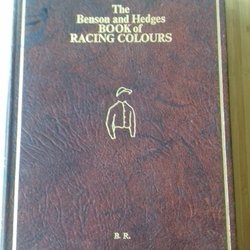 The
Benson and Hedges
BOOK of
RACING COLOURS
B. R.